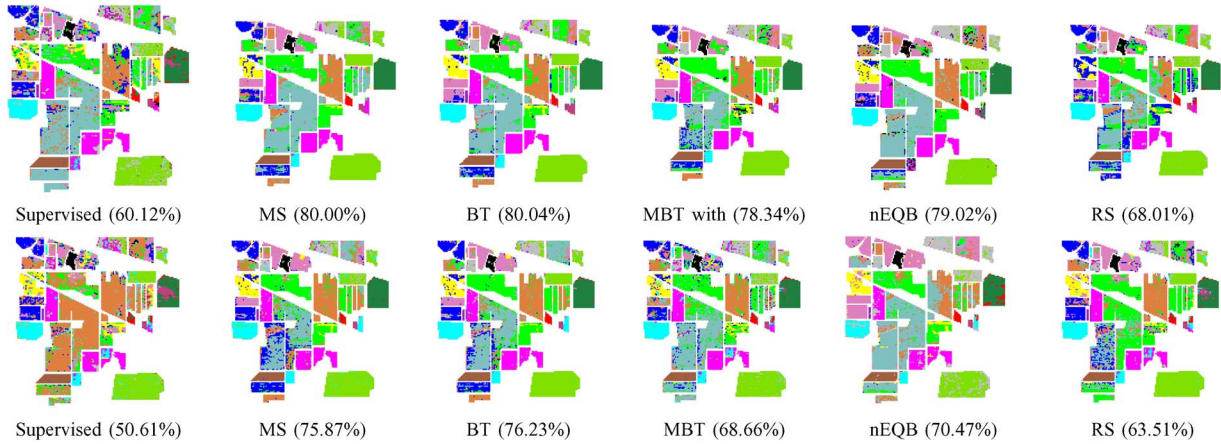 Supervised (60.12%) MS (80.00%) BT (80.04%) MBT with (78.34%) nEQB (79.02%) RS (68.01%)
Supervised (50.61%) MS (75.87%) BT (76.23%) MBT (68.66%) nEQB (70.47%) RS (63.51%)